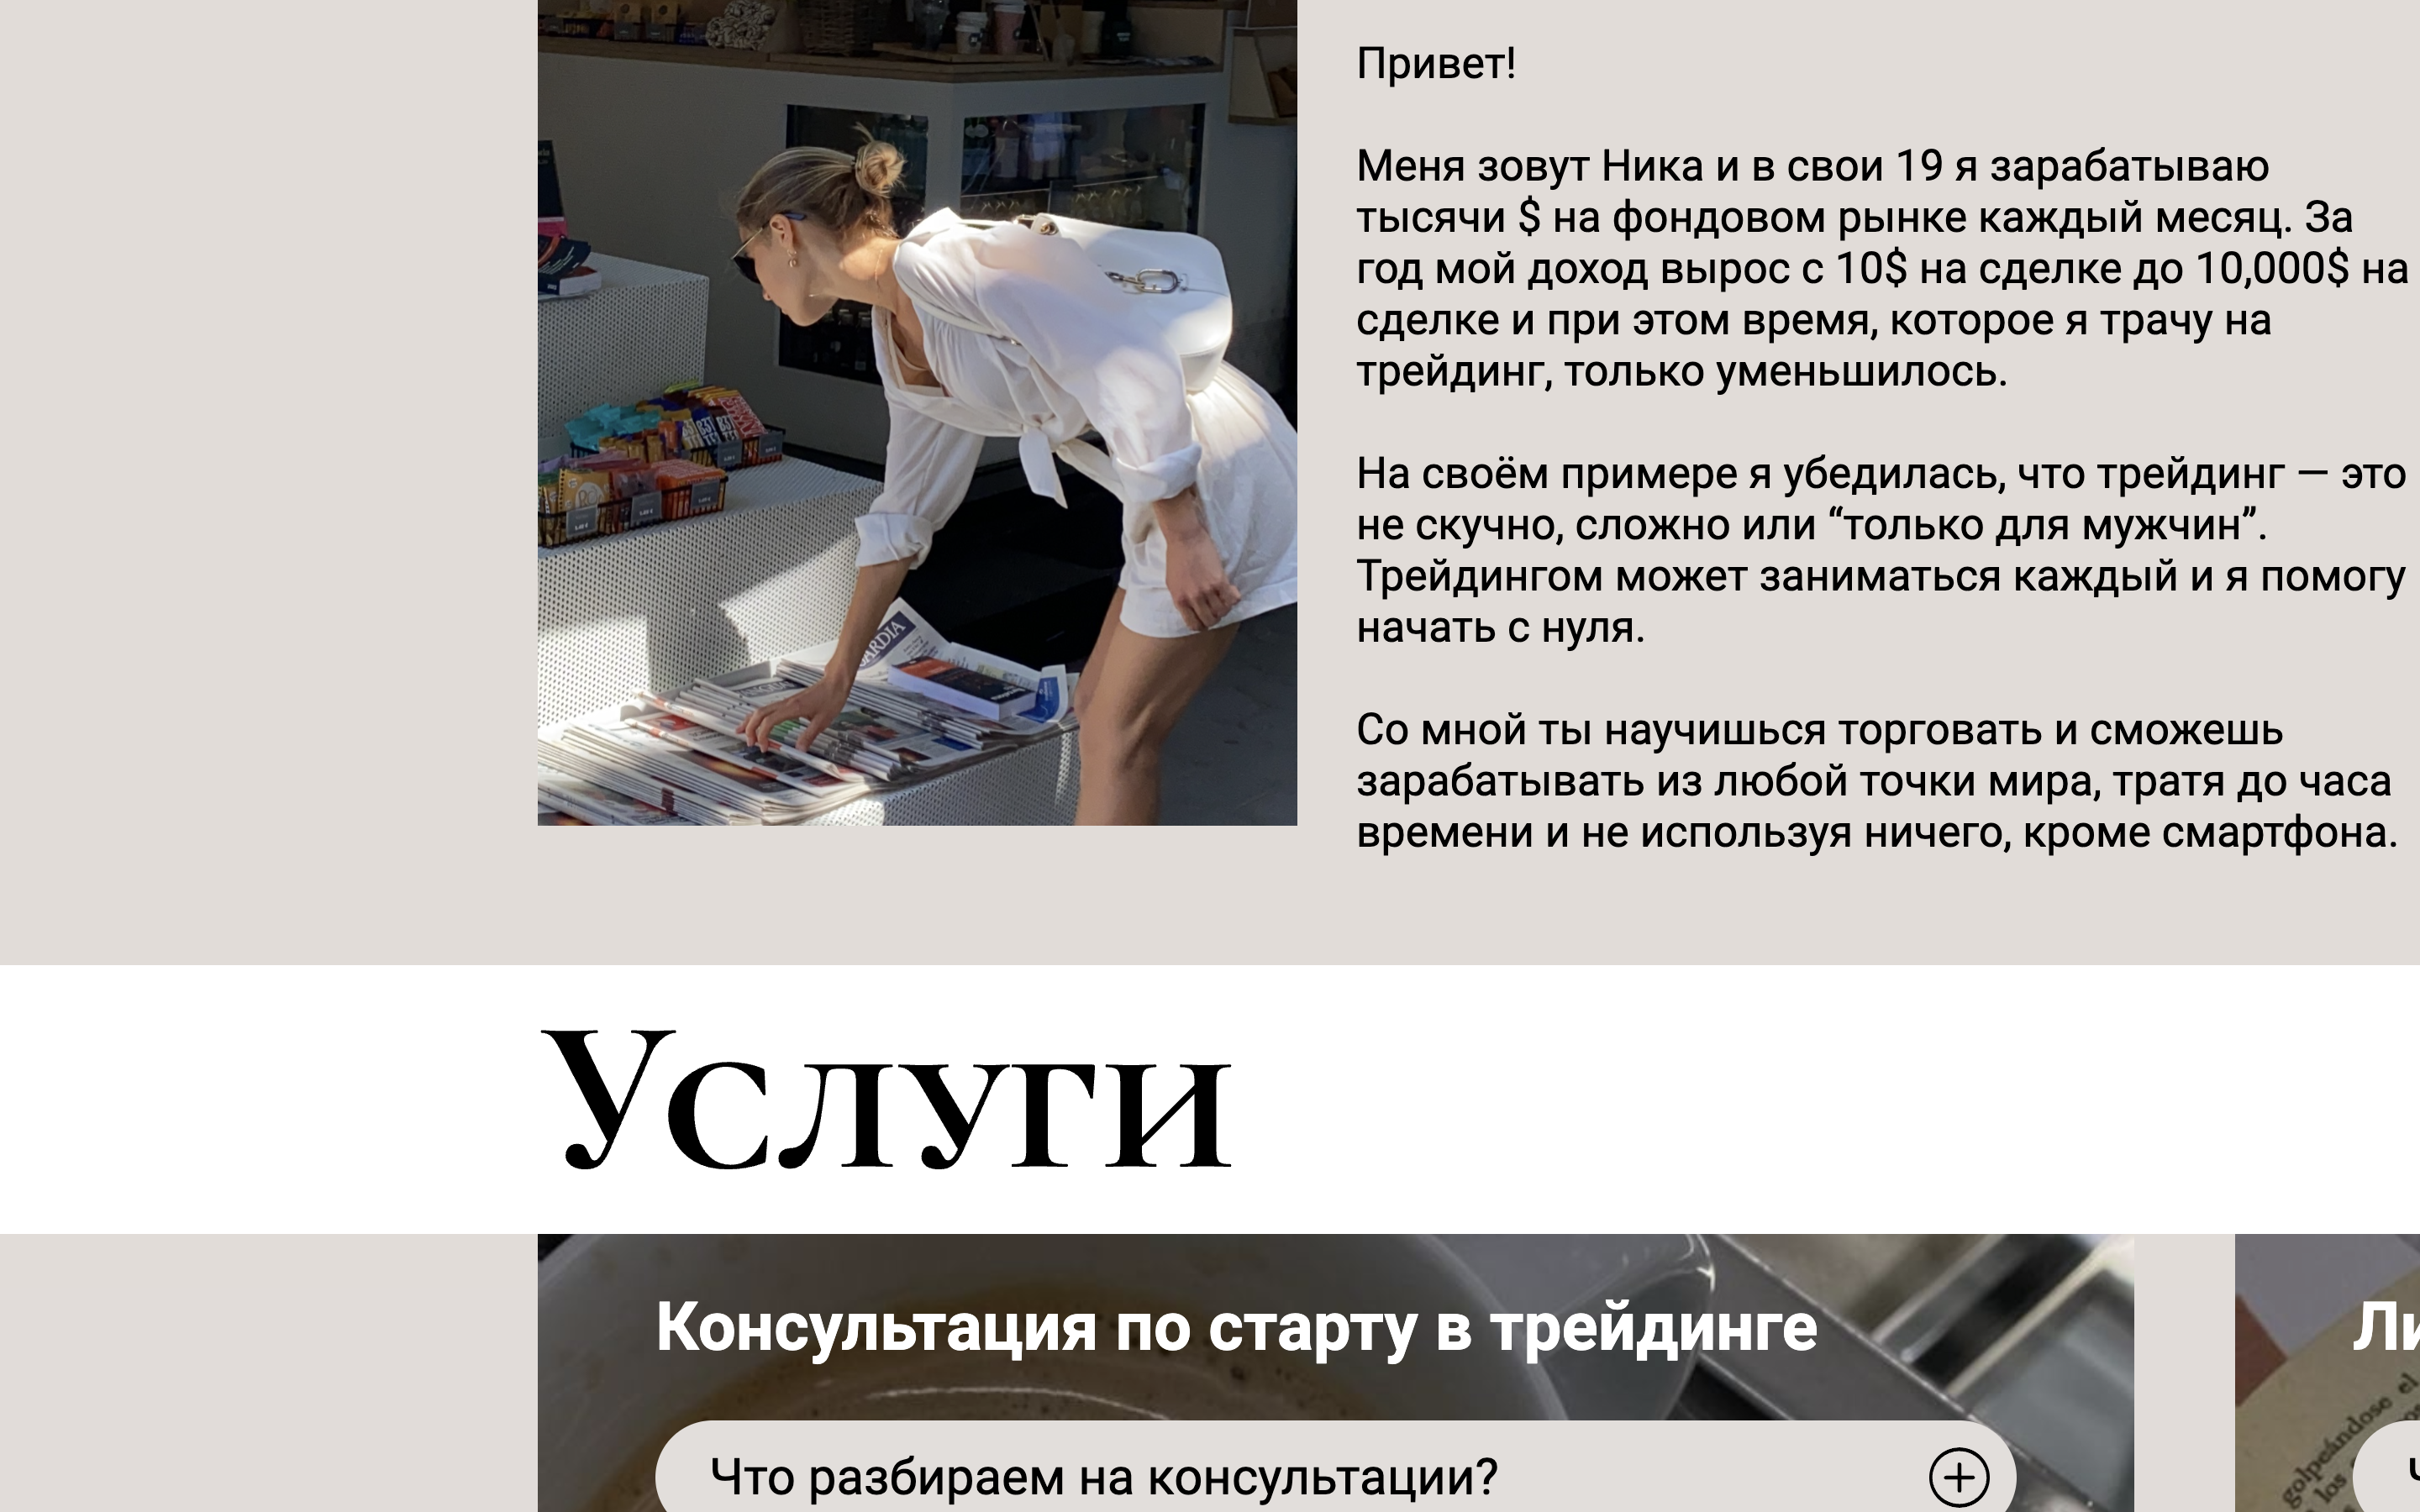 Привет!
Меня зовут Ника и в свои 19 я зарабатываю
тысячи $ на фондовом рынке каждый месяц. За
год мой доход вырос с 10$ на сделке до 10,000$ на
сделке и при этом время, которое я трачу на
трейдинг, только уменьшилось.
На своём примере я убедилась, что трейдинг — это
не скучно, сложно или “только для мужчин”.
Трейдингом может заниматься каждый и я помогу
начать с нуля.
Со мной ты научишься торговать и сможешь
зарабатывать из любой точки мира, тратя до часа
времени и не используя ничего, кроме смартфона.
Услуги
Консультация по старту в трейдинге
Ли
Что разбираем на консультации?
golpeándose el
los